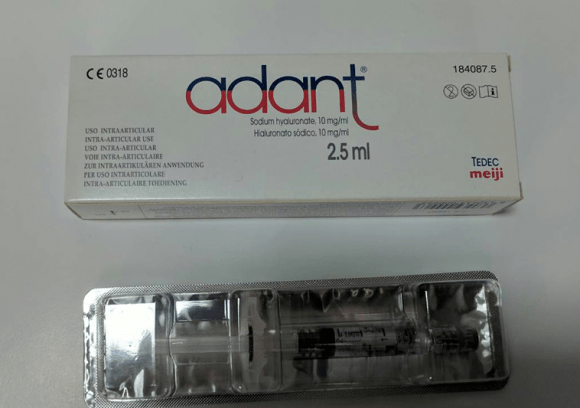 CE 0318
adant®
184087.5
Sodium hyaluronate, 10 mg/ml
Hialuronato sódico, 10 mg/ml
2.5 ml
USO INTRAARTICULAR
INTRA-ARTICULAR USE
USO INTRA-ARTICULAR
VOIE INTRA-ARTICULAIRE
ZUR INTRAARTIKULÄREN ANWENDUNG
PER USO INTRARTICOLARE
INTRA-ARTICULAIRE TOEDIENING
TEDEC
meiji